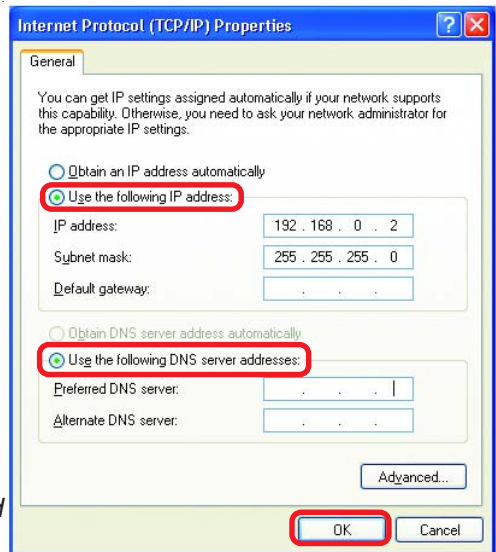 Internet Protocol (TCP/IP) Properties
General
You can get IP settings assigned automatically if your network supports
this capability. Otherwise, you need to ask your network administrator for
the appropriate IP settings.
Obtain an IP address automatically
Use the following IP address:
IP address: 192 . 168 . 0 . 2
Subnet mask: 255 . 255 . 255 . 0
Default gateway: . . .
Obtain DNS server address automatically
Use the following DNS server addresses:
Preferred DNS server: . . .
Alternate DNS server: . . .
Advanced...
OK Cancel